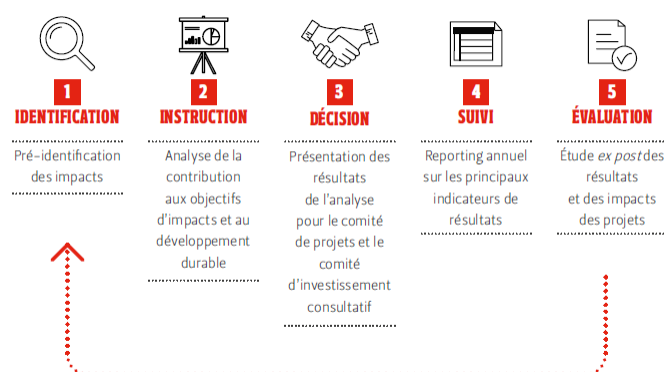 1
IDENTIFICATION
Pré-identification
des impacts
2
INSTRUCTION
Analyse de la
contribution
aux objectifs
d'impacts et au
développement
durable
3
DÉCISION
Présentation des
résultats
de l'analyse
pour le comité
de projets et le
comité
d'investissement
consultatif
4
SUIVI
Reporting annuel
sur les principaux
indicateurs de
résultats
5
ÉVALUATION
Étude ex post des
résultats
et des impacts
des projets